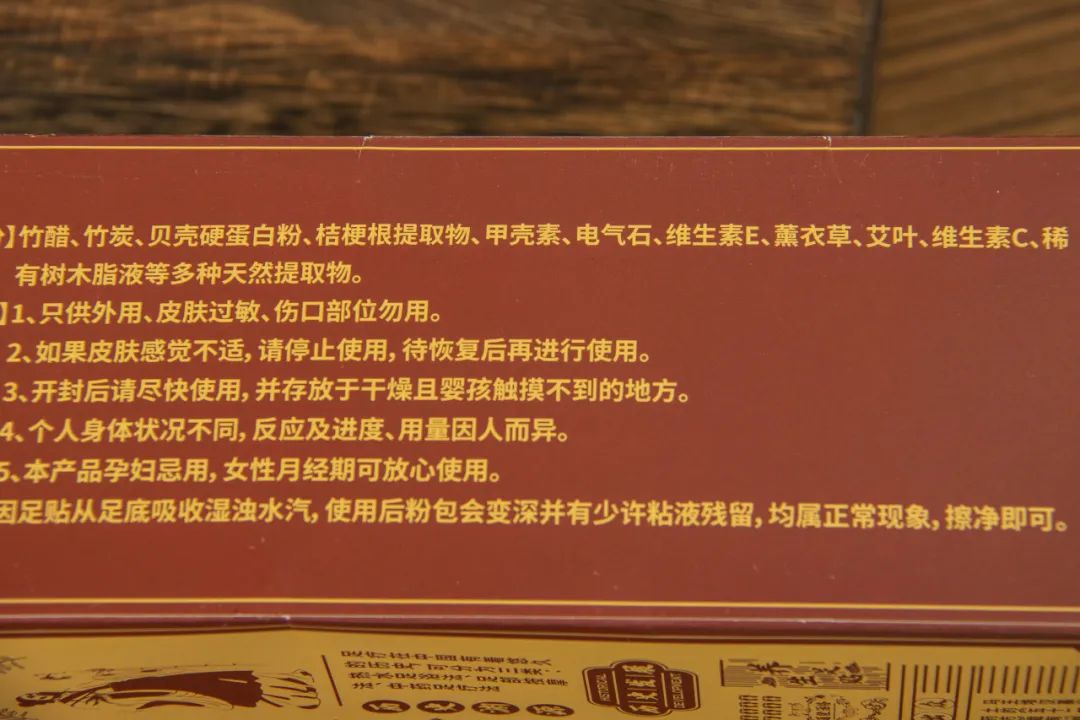 】竹醋、竹炭、贝壳硬蛋白粉、桔梗根提取物、甲壳素、电气石、维生素E、薰衣草、艾叶、维生素C、稀
有树木脂液等多种天然提取物。
】1、只供外用、皮肤过敏、伤口部位勿用。
2、如果皮肤感觉不适,请停止使用,待恢复后再进行使用。
3、开封后请尽快使用,并存放于干燥且婴孩触摸不到的地方。
4、个人身体状况不同,反应及进度、用量因人而异。
5、本产品孕妇忌用,女性月经期可放心使用。
因足贴从足底吸收湿浊水汽,使用后粉包会变深并有少许粘液残留,均属正常现象,擦净即可。
HISTORICAL
DEVELOPMENT